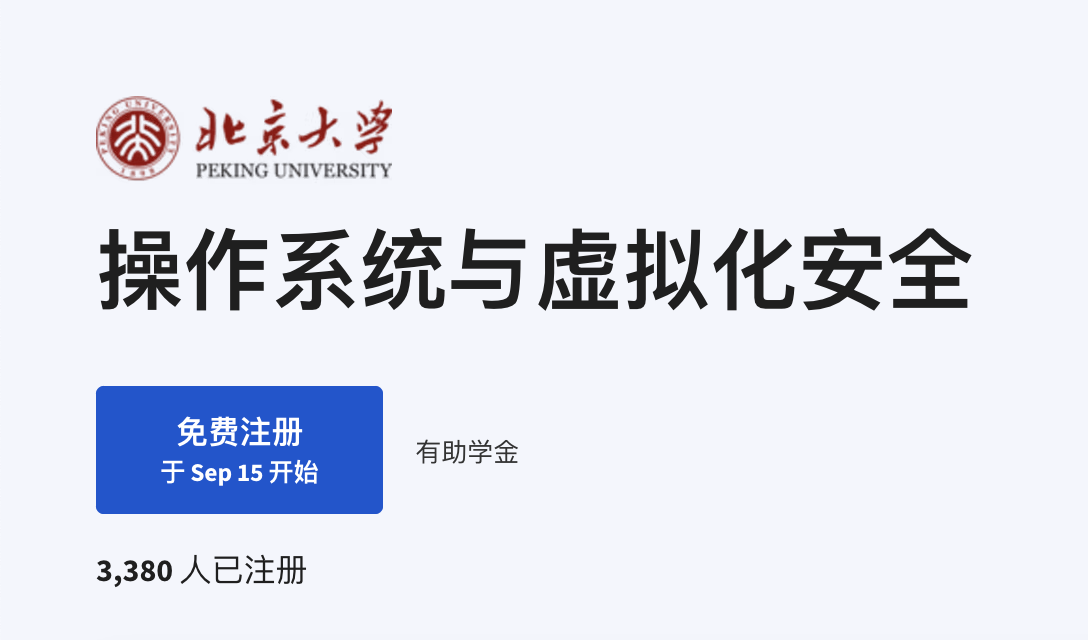 PEKING UNIVERSITY
1898
北京大学
PEKING UNIVERSITY
操作系统与虚拟化安全
免费注册
于 Sep 15 开始
有助学金
3,380 人已注册